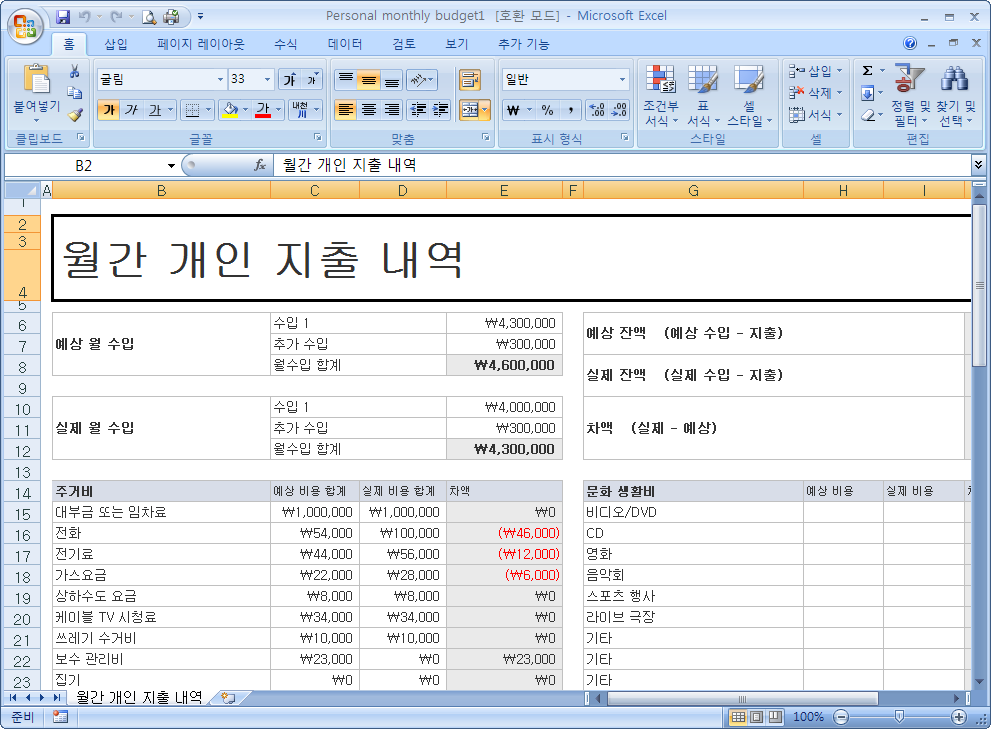 Personal monthly budget1 [호환 모드] - Microsoft Excel
홈 삽입 페이지 레이아웃 수식 데이터 검토 보기 추가 기능
붙여넣기
클립보드
굴림 33 가 가
가 가 가 가 내천
글꼴
맞춤
일반
₩ % , .00 .0
표시 형식
조건부 서식 표 서식 셀 스타일
스타일
삽입
삭제
서식
셀
Σ
정렬 및 필터 찾기 및 선택
편집
B2 fx 월간 개인 지출 내역
A B C D E F G H I
1
2
3
4 월간 개인 지출 내역
5
6 수입 1 ₩4,300,000
7 예상 월 수입 추가 수입 ₩300,000 예상 잔액 (예상 수입 - 지출)
8 월수입 합계 ₩4,600,000
9 실제 잔액 (실제 수입 - 지출)
10 수입 1 ₩4,000,000
11 실제 월 수입 추가 수입 ₩300,000 차액 (실제 - 예상)
12 월수입 합계 ₩4,300,000
13
14 주거비 예상 비용 합계 실제 비용 합계 차액 문화 생활비 예상 비용 실제 비용
15 대부금 또는 임차료 ₩1,000,000 ₩1,000,000 ₩0 비디오/DVD
16 전화 ₩54,000 ₩100,000 (₩46,000) CD
17 전기료 ₩44,000 ₩56,000 (₩12,000) 영화
18 가스요금 ₩22,000 ₩28,000 (₩6,000) 음악회
19 상하수도 요금 ₩8,000 ₩8,000 ₩0 스포츠 행사
20 케이블 TV 시청료 ₩34,000 ₩34,000 ₩0 라이브 극장
21 쓰레기 수거비 ₩10,000 ₩10,000 ₩0 기타
22 보수 관리비 ₩23,000 ₩0 ₩23,000 기타
23 집기 ₩0 ₩0 ₩0 기타
월간 개인 지출 내역
준비 100%